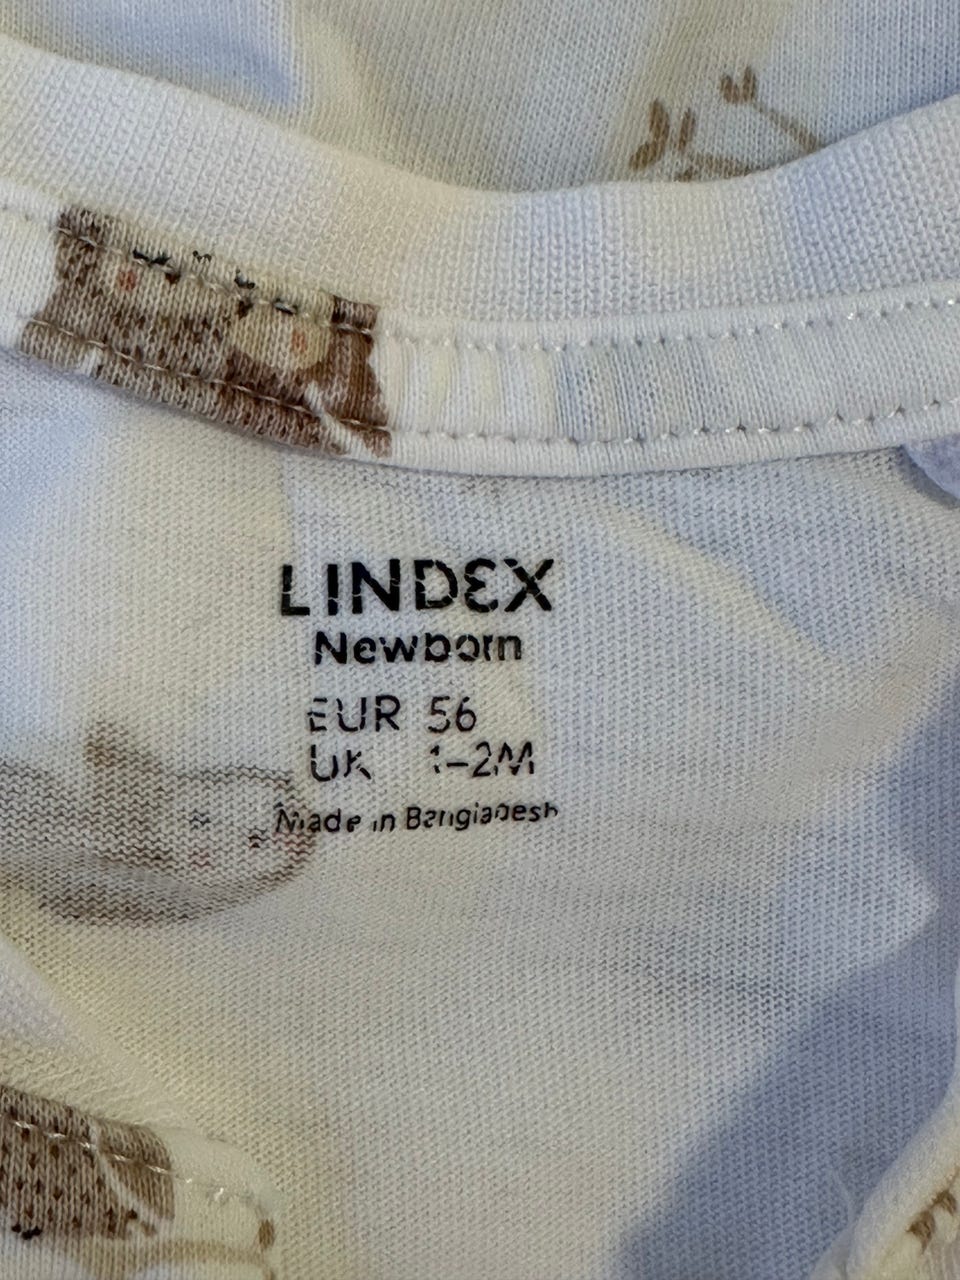 LINDEX
Newborn
EUR 56
UK 1-2M
Made in Bangladesh